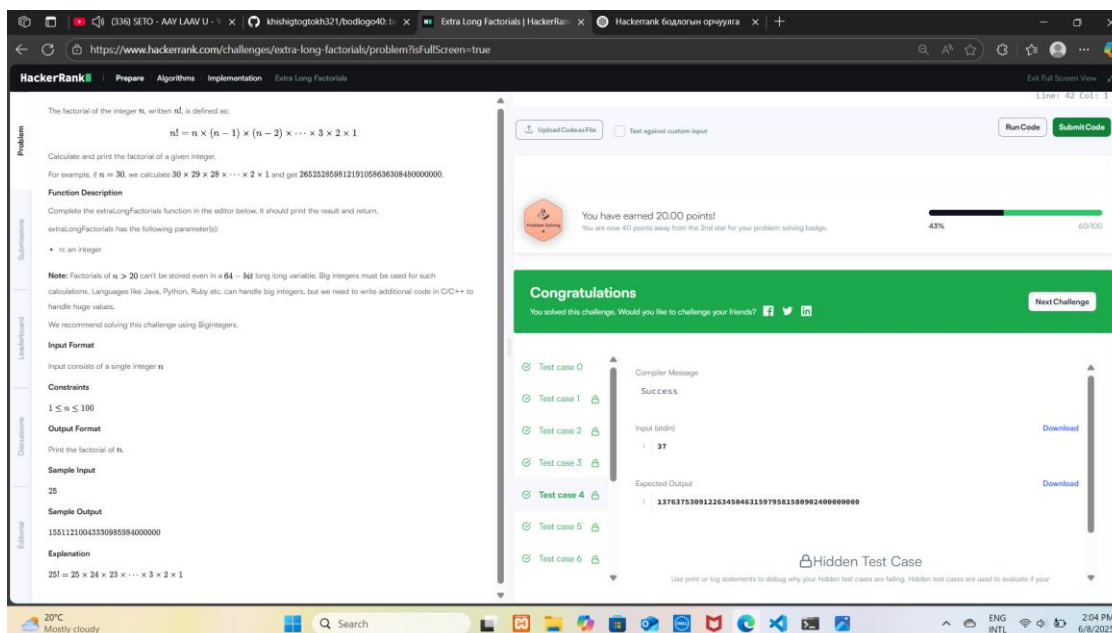 (336) SETO - AAY LAAV U -
khishigtogtokh321/bodlogo40: b
Extra Long Factorials | HackerRan
Hackerrank бодлогын орчуулга
https://www.hackerrank.com/challenges/extra-long-factorials/problem?isFullScreen=true
HackerRank
Prepare
Algorithms
Implementation
Extra Long Factorials
Exit Full Screen View
Problem
Submissions
Leaderboard
Discussions
Editorial
The factorial of the integer n, written n!, is defined as:
n! = n × (n − 1) × (n − 2) × ⋯ × 3 × 2 × 1
Calculate and print the factorial of a given integer.
For example, if n = 30, we calculate 30 × 29 × 28 × ⋯ × 2 × 1 and get 265252859812191058636308480000000.
Function Description
Complete the extraLongFactorials function in the editor below. It should print the result and return.
extraLongFactorials has the following parameter(s):
• n: an integer
Note: Factorials of n > 20 can't be stored even in a 64 − bit long long variable. Big integers must be used for such
calculations. Languages like Java, Python, Ruby etc. can handle big integers, but we need to write additional code in C/C++ to
handle huge values.
We recommend solving this challenge using BigIntegers.
Input Format
Input consists of a single integer n
Constraints
1 ≤ n ≤ 100
Output Format
Print the factorial of n.
Sample Input
25
Sample Output
15511210043330985984000000
Explanation
25! = 25 × 24 × 23 × ⋯ × 3 × 2 × 1
Line: 42 Col: 1
Upload Code as File
Test against custom input
Run Code
Submit Code
Problem Solving
You have earned 20.00 points!
You are now 40 points away from the 2nd star for your problem solving badge.
43%
60/100
Congratulations
You solved this challenge. Would you like to challenge your friends?
Next Challenge
Test case 0
Test case 1
Test case 2
Test case 3
Test case 4
Test case 5
Test case 6
Compiler Message
Success
Input (stdin)
Download
1 37
Expected Output
Download
1 13763753091226345046315979581580902400000000
Hidden Test Case
Use print or log statements to debug why your hidden test cases are failing. Hidden test cases are used to evaluate if your
20°C
Mostly cloudy
Search
ENG
INTL
2:04 PM
6/8/2025